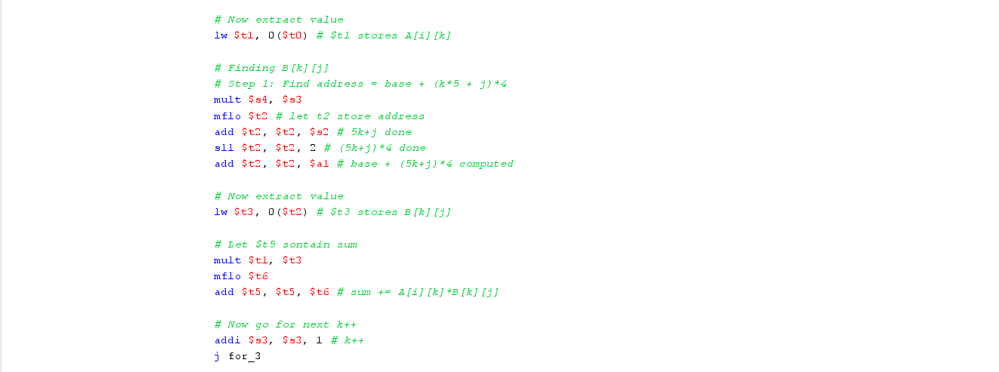 # Now extract value
lw $t1, 0($t0) # $t1 stores A[i][k]
# Finding B[k][j]
# Step 1: Find address = base + (k*5 + j)*4
mult $s4, $s3
mflo $t2 # let t2 store address
add $t2, $t2, $s2 # 5k+j done
sll $t2, $t2, 2 # (5k+j)*4 done
add $t2, $t2, $a1 # base + (5k+j)*4 computed
# Now extract value
lw $t3, 0($t2) # $t3 stores B[k][j]
# Let $t5 sontain sum
mult $t1, $t3
mflo $t6
add $t5, $t5, $t6 # sum += A[i][k]*B[k][j]
# Now go for next k++
addi $s3, $s3, 1 # k++
j for_3